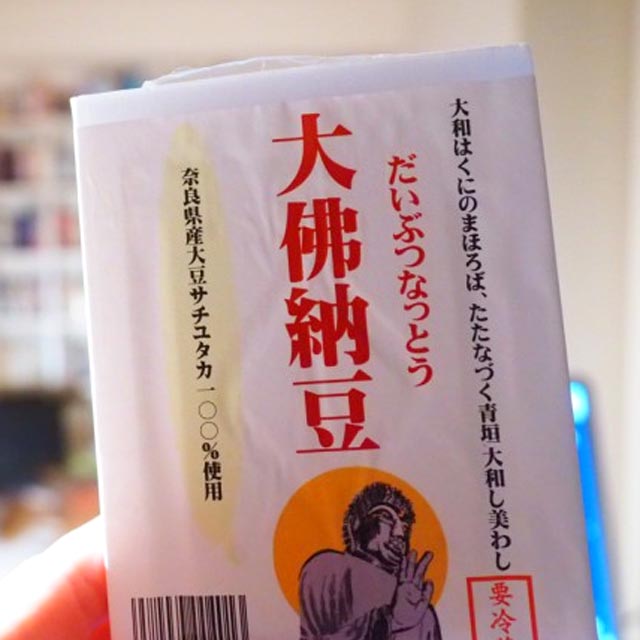 大和はくにのまほろば、たたなづく青垣 大和し美わし
だいぶつなっとう
大佛納豆
奈良県産大豆サチユタカ一〇〇%使用
要冷